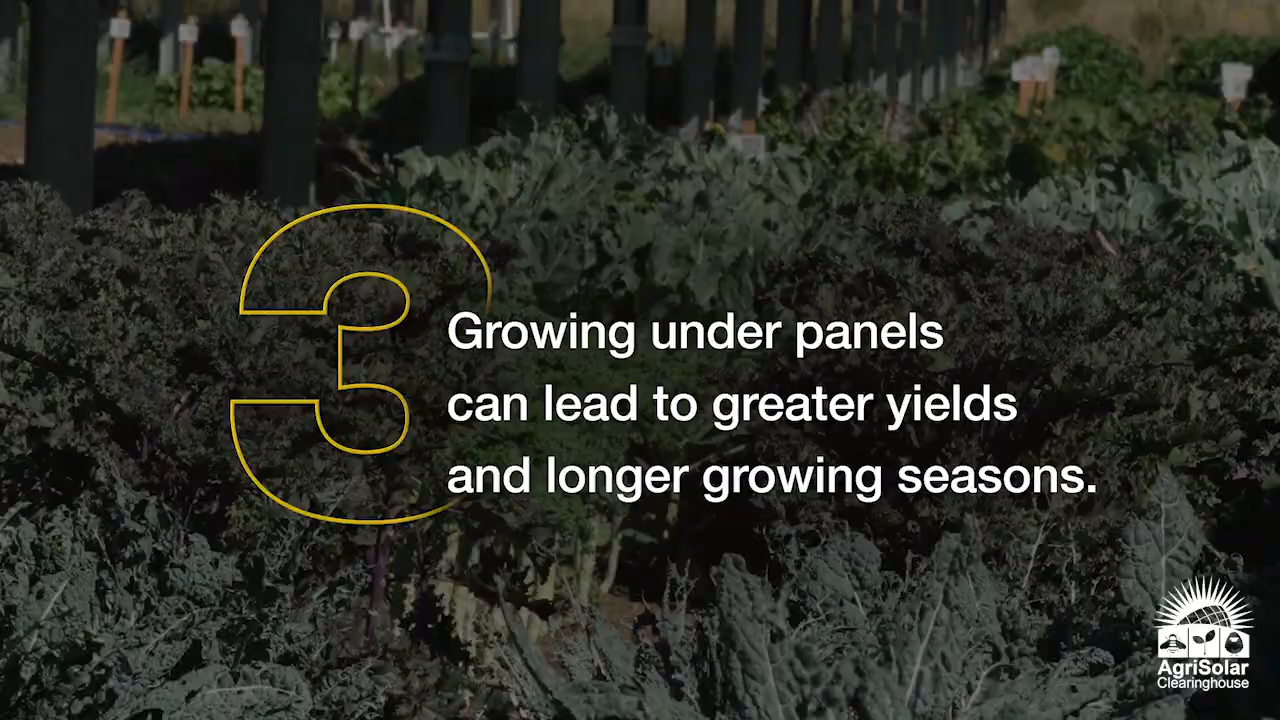 3
Growing under panels
can lead to greater yields
and longer growing seasons.
AgriSolar
Clearinghouse